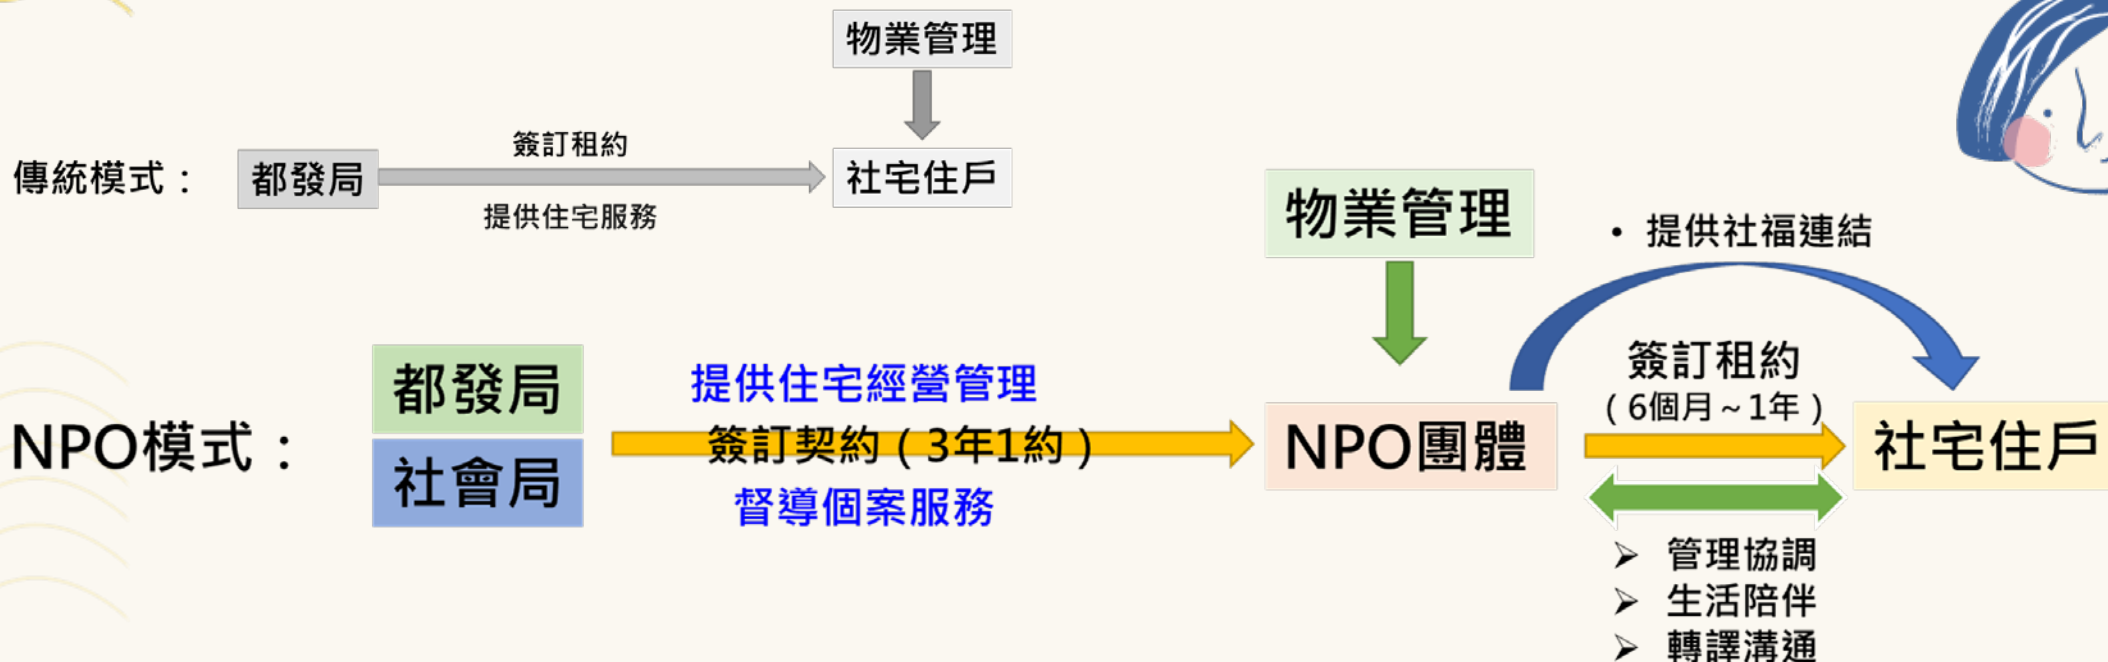 物業管理
傳統模式：
都發局
簽訂租約
提供住宅服務
社宅住戶
物業管理
• 提供社福連結
NPO模式：
都發局
社會局
提供住宅經營管理
簽訂契約（3年1約）
督導個案服務
NPO團體
簽訂租約
（6個月~1年）
社宅住戶
➢ 管理協調
➢ 生活陪伴
➢ 轉譯溝通